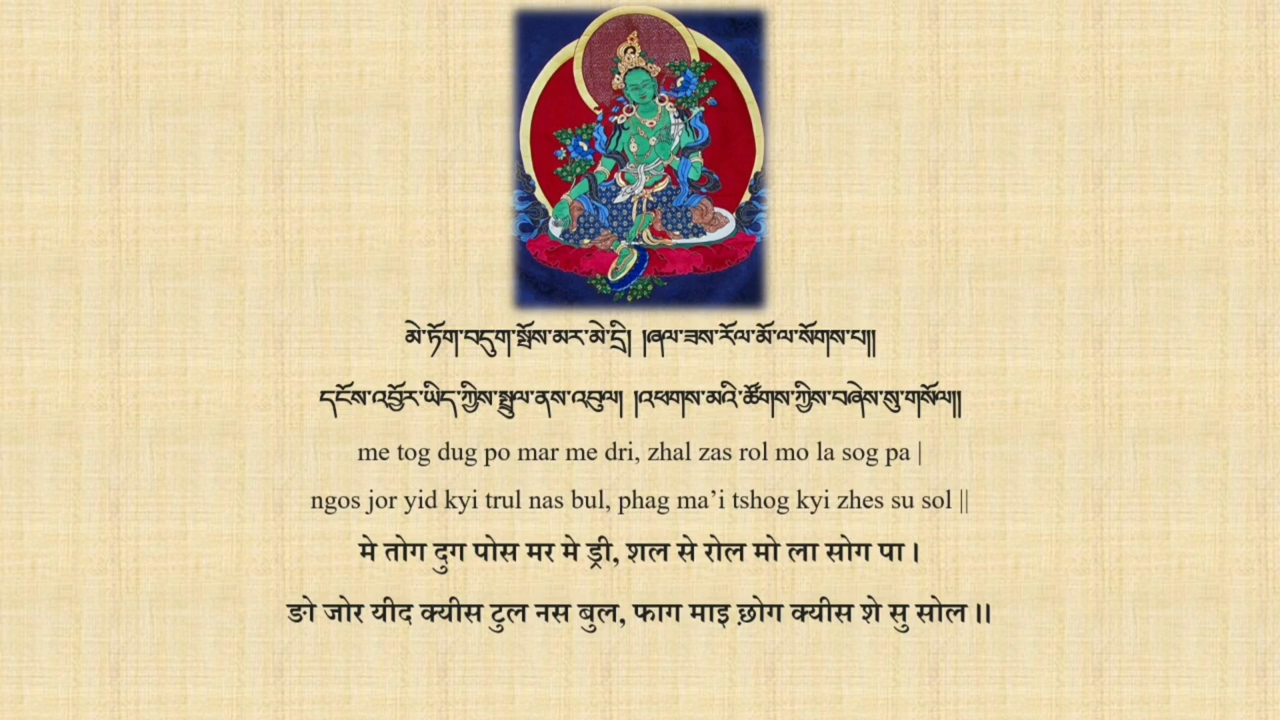 མེ་ཏོག་བདུག་སྤོས་མར་མེ་དྲི། །ཞལ་ཟས་རོལ་མོ་ལ་སོགས་པ།།
དངོས་འབྱོར་ཡིད་ཀྱིས་སྤྲུལ་ནས་འབུལ། །འཕགས་མའི་ཚོགས་ཀྱིས་བཞེས་སུ་གསོལ།།
me tog dug po mar me dri, zhal zas rol mo la sog pa |
ngos jor yid kyi trul nas bul, phag ma’i tshog kyi zhes su sol ||
मे तोग दुग पोस मर मे ड्री, शल से रोल मो ला सोग पा ।
ङो जोर यीद क्यीस टुल नस बुल, फाग माइ छ़ोग क्यीस शे सु सोल ।।